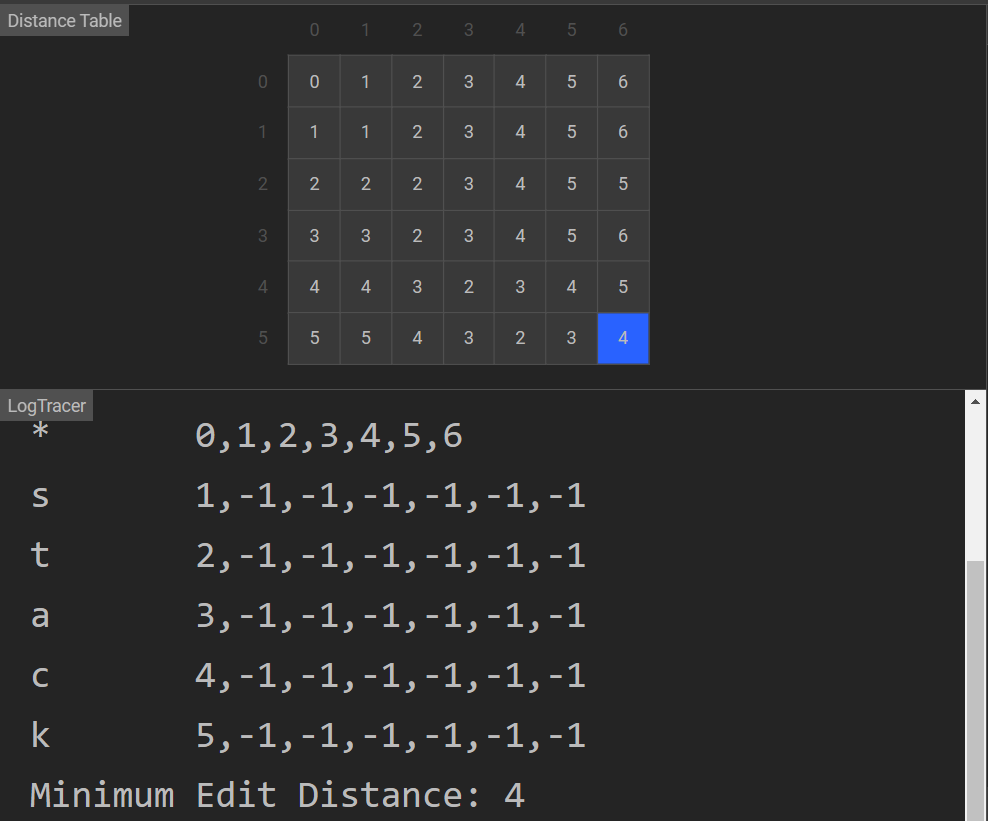 Distance Table
0 1 2 3 4 5 6
0 0 1 2 3 4 5 6
1 1 1 2 3 4 5 6
2 2 2 2 3 4 5 5
3 3 3 2 3 4 5 6
4 4 4 3 2 3 4 5
5 5 5 4 3 2 3 4
LogTracer
* 0,1,2,3,4,5,6
s 1,-1,-1,-1,-1,-1,-1
t 2,-1,-1,-1,-1,-1,-1
a 3,-1,-1,-1,-1,-1,-1
c 4,-1,-1,-1,-1,-1,-1
k 5,-1,-1,-1,-1,-1,-1
Minimum Edit Distance: 4